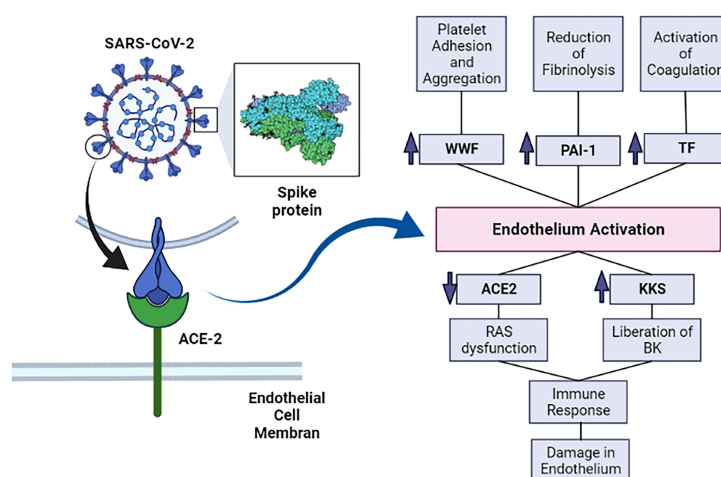 SARS-CoV-2
Spike
protein
ACE-2
Endothelial
Cell
Membran
Platelet
Adhesion
and
Aggregation
Reduction
of
Fibrinolysis
Activation
of
Coagulation
WWF
PAI-1
TF
Endothelium Activation
ACE2
KKS
RAS
dysfunction
Liberation of
BK
Immune
Response
Damage in
Endothelium